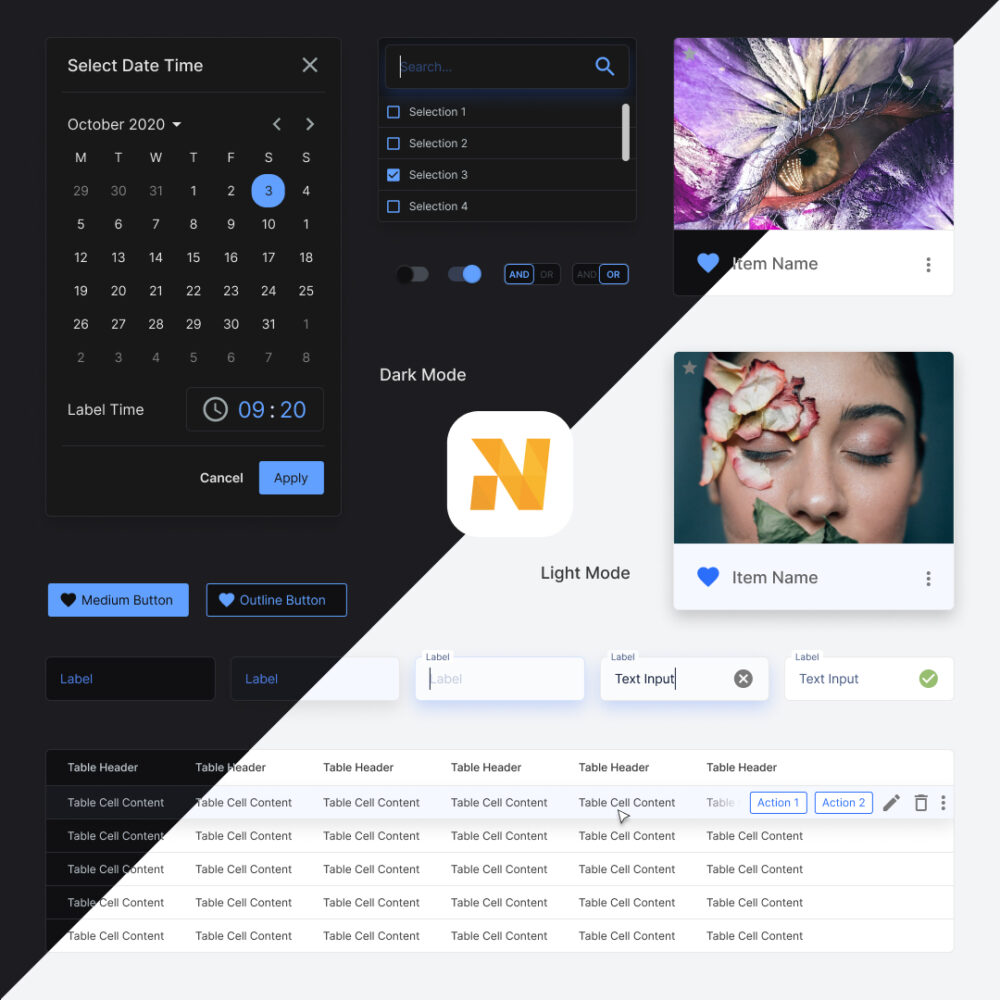 Select Date Time
October 2020
M T W T F S S
29 30 31 1 2 3 4
5 6 7 8 9 10 1
12 13 14 15 16 17 18
19 20 21 22 23 24 25
26 27 28 29 30 31 1
2 3 4 5 6 7 8
Label Time 09 : 20
Cancel Apply
Search...
Selection 1
Selection 2
Selection 3
Selection 4
AND OR AND OR
Item Name
Dark Mode
N
Light Mode
Item Name
Medium Button Outline Button
Label Label Label Label Label
Label Text Input Text Input
Table Header Table Header Table Header Table Header Table Header Table Header
Table Cell Content Table Cell Content Table Cell Content Table Cell Content Table Cell Content Table Action 1 Action 2
Table Cell Content Table Cell Content Table Cell Content Table Cell Content Table Cell Content Table Cell Content
Table Cell Content Table Cell Content Table Cell Content Table Cell Content Table Cell Content Table Cell Content
Table Cell Content Table Cell Content Table Cell Content Table Cell Content Table Cell Content Table Cell Content
Table Cell Content Table Cell Content Table Cell Content Table Cell Content Table Cell Content Table Cell Content